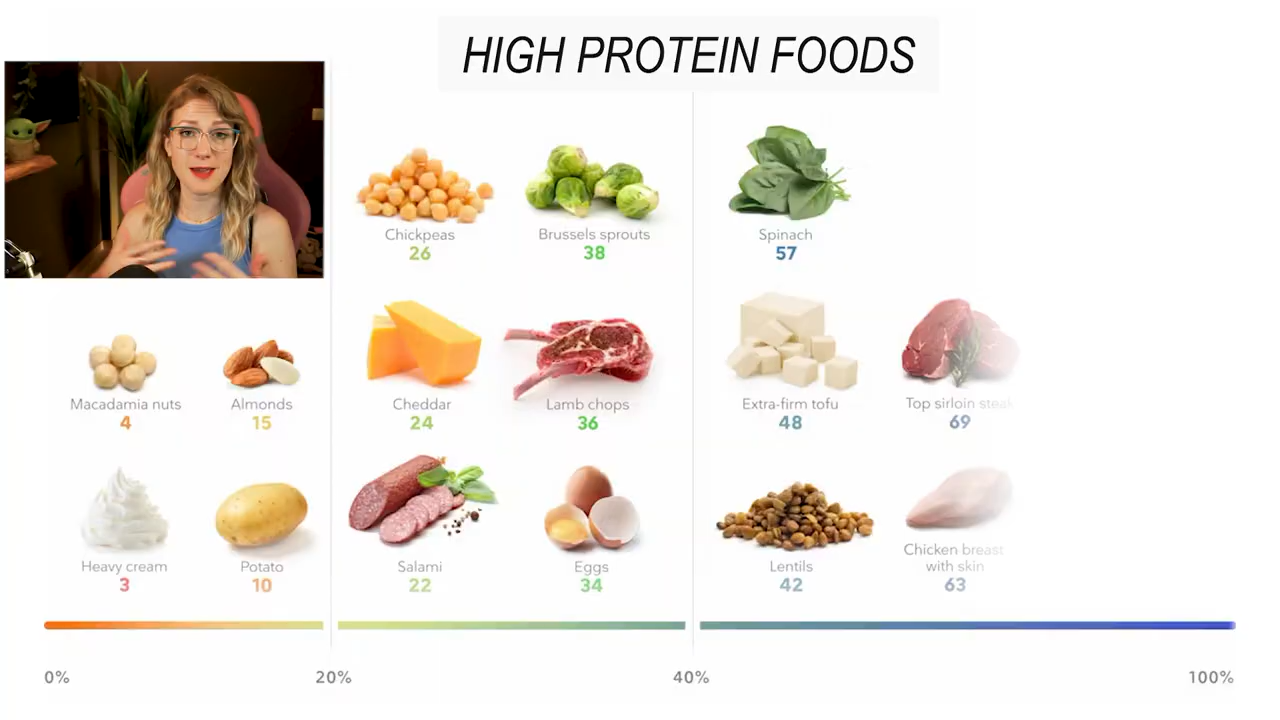 HIGH PROTEIN FOODS
Chickpeas
26
Brussels sprouts
38
Spinach
57
Macadamia nuts
4
Almonds
15
Cheddar
24
Lamb chops
36
Extra-firm tofu
48
Top sirloin steak
69
Heavy cream
3
Potato
10
Salami
22
Eggs
34
Lentils
42
Chicken breast
with skin
63
0%
20%
40%
100%